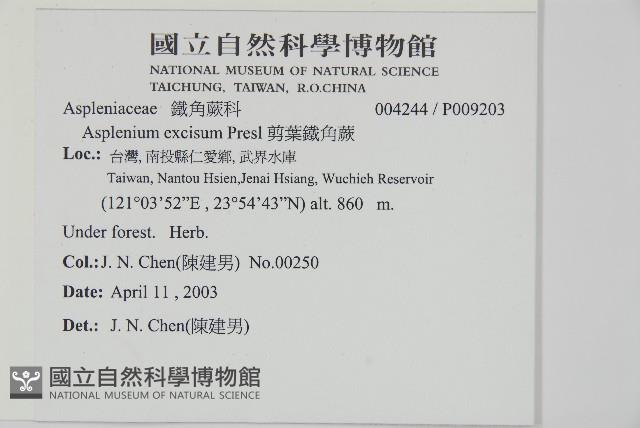 國立自然科學博物館
NATIONAL MUSEUM OF NATURAL SCIENCE
TAICHUNG, TAIWAN, R.O.CHINA
Aspleniaceae 鐵角蕨科 004244 / P009203
Asplenium excisum Presl 剪葉鐵角蕨
Loc.: 台灣, 南投縣仁愛鄉, 武界水庫
Taiwan, Nantou Hsien,Jenai Hsiang, Wuchieh Reservoir
(121°03’52”E , 23°54’43”N) alt. 860 m.
Under forest. Herb.
Col.:J. N. Chen(陳建男) No.00250
Date: April 11 , 2003
Det.: J. N. Chen(陳建男)
國立自然科學博物館
NATIONAL MUSEUM OF NATURAL SCIENCE